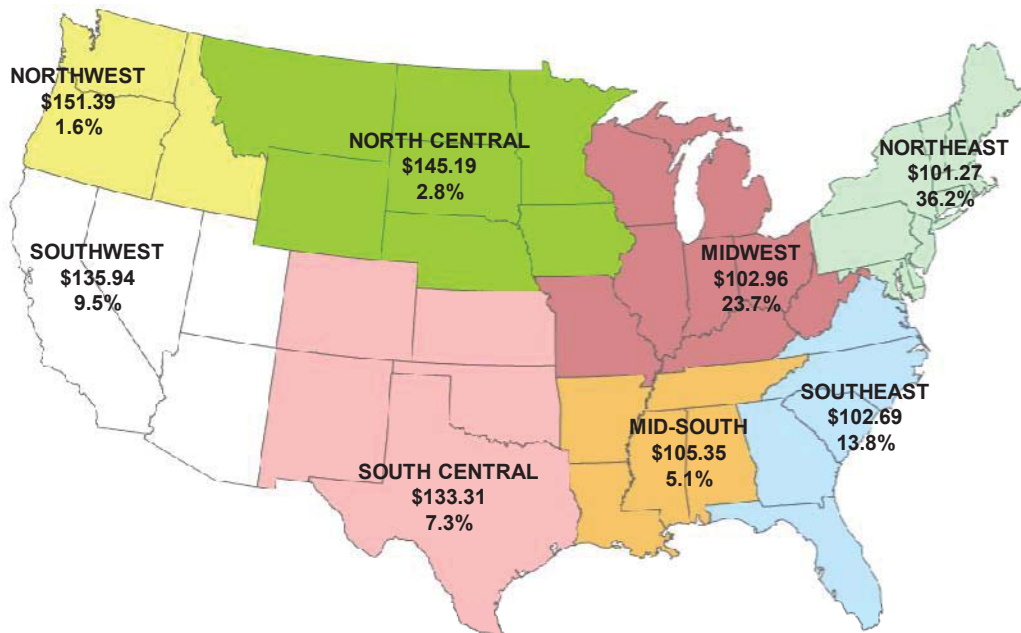 NORTHWEST
$151.39
1.6%
NORTH CENTRAL
$145.19
2.8%
NORTHEAST
$101.27
36.2%
SOUTHWEST
$135.94
9.5%
MIDWEST
$102.96
23.7%
SOUTHEAST
$102.69
13.8%
MID-SOUTH
$105.35
5.1%
SOUTH CENTRAL
$133.31
7.3%